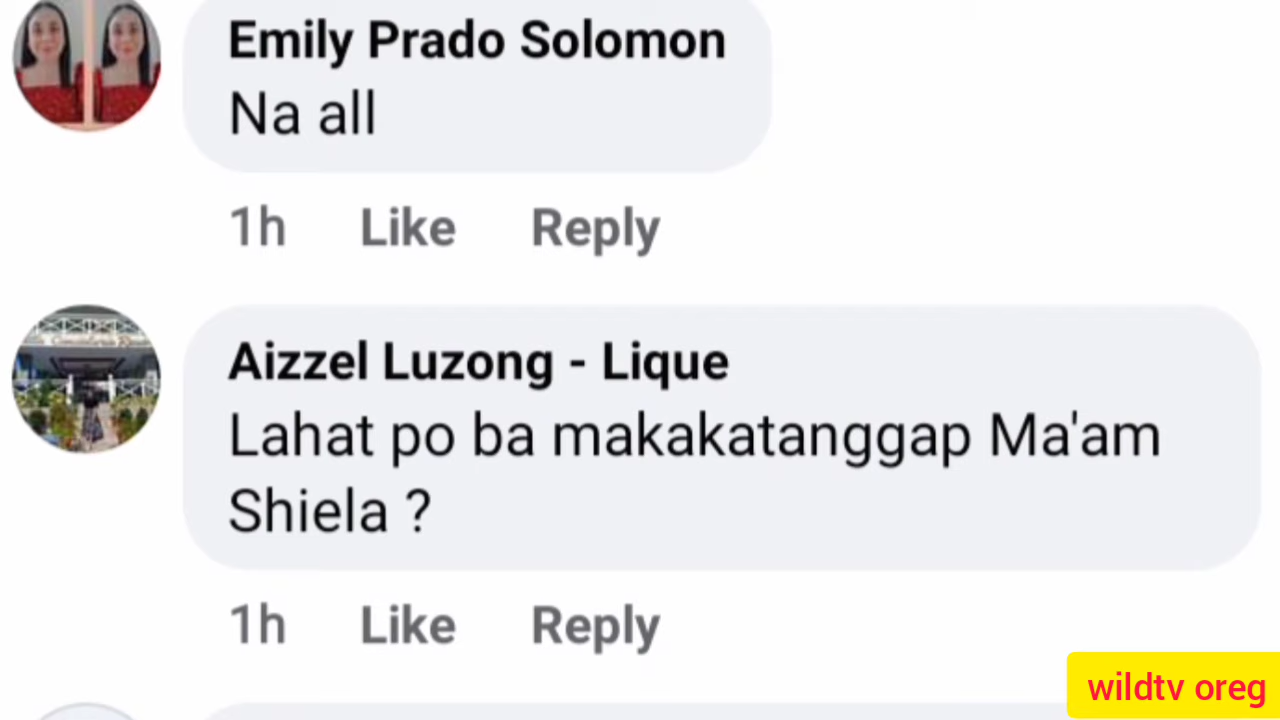 Emily Prado Solomon
Na all
1h Like Reply
Aizzel Luzong - Lique
Lahat po ba makakatanggap Ma'am
Shiela ?
1h Like Reply
wildtv oreg